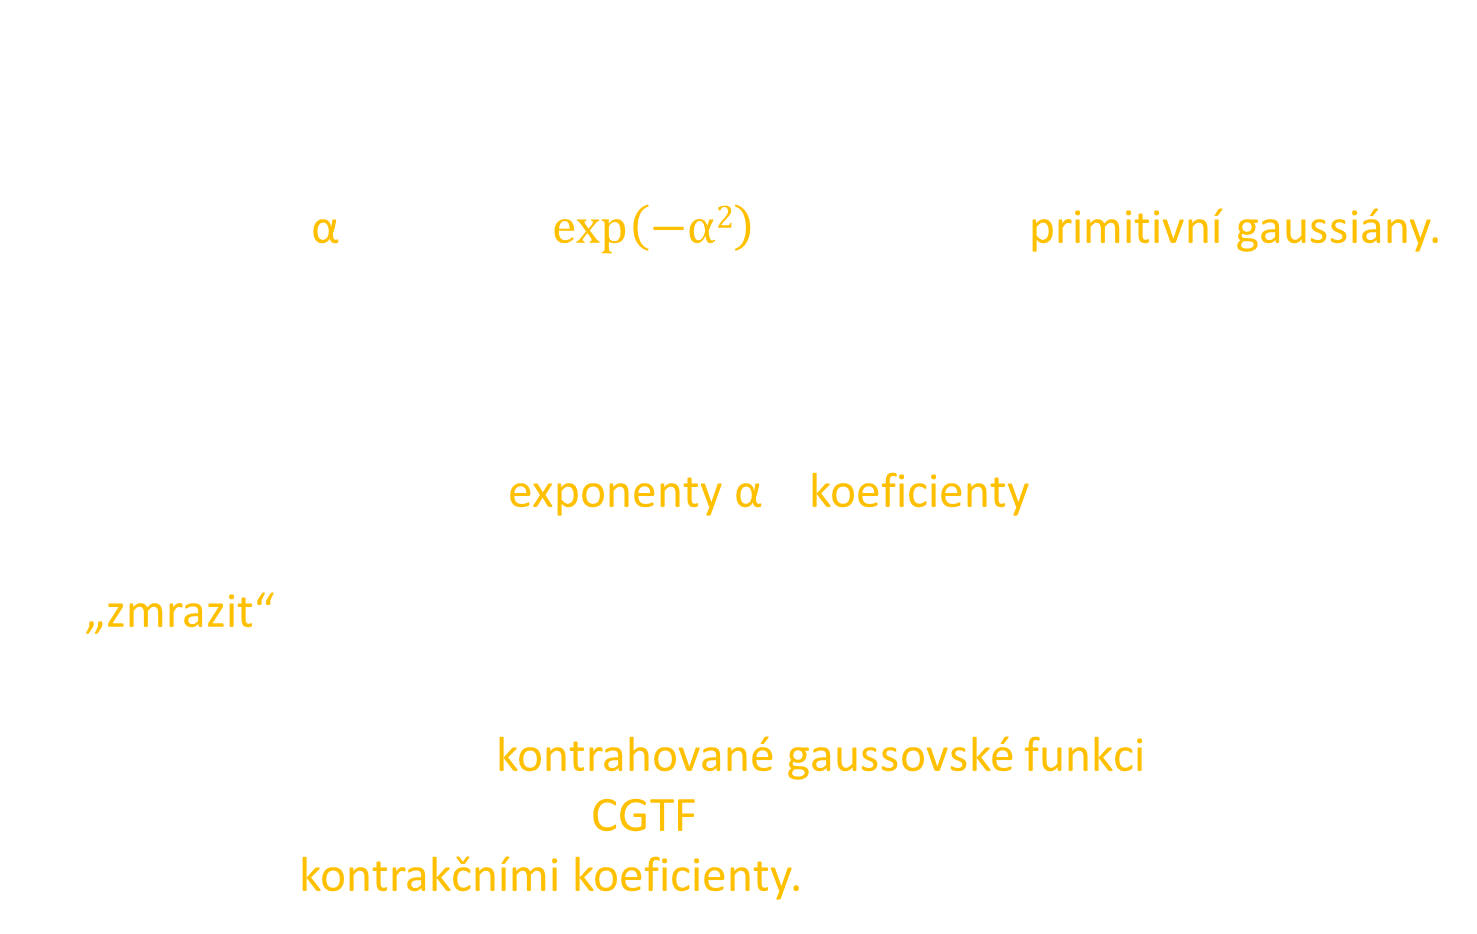 α exp(−α²) primitivní gaussiány.
exponenty α koeficienty
„zmrazit“
kontrahované gaussovské funkci
CGTF
kontrakčními koeficienty.